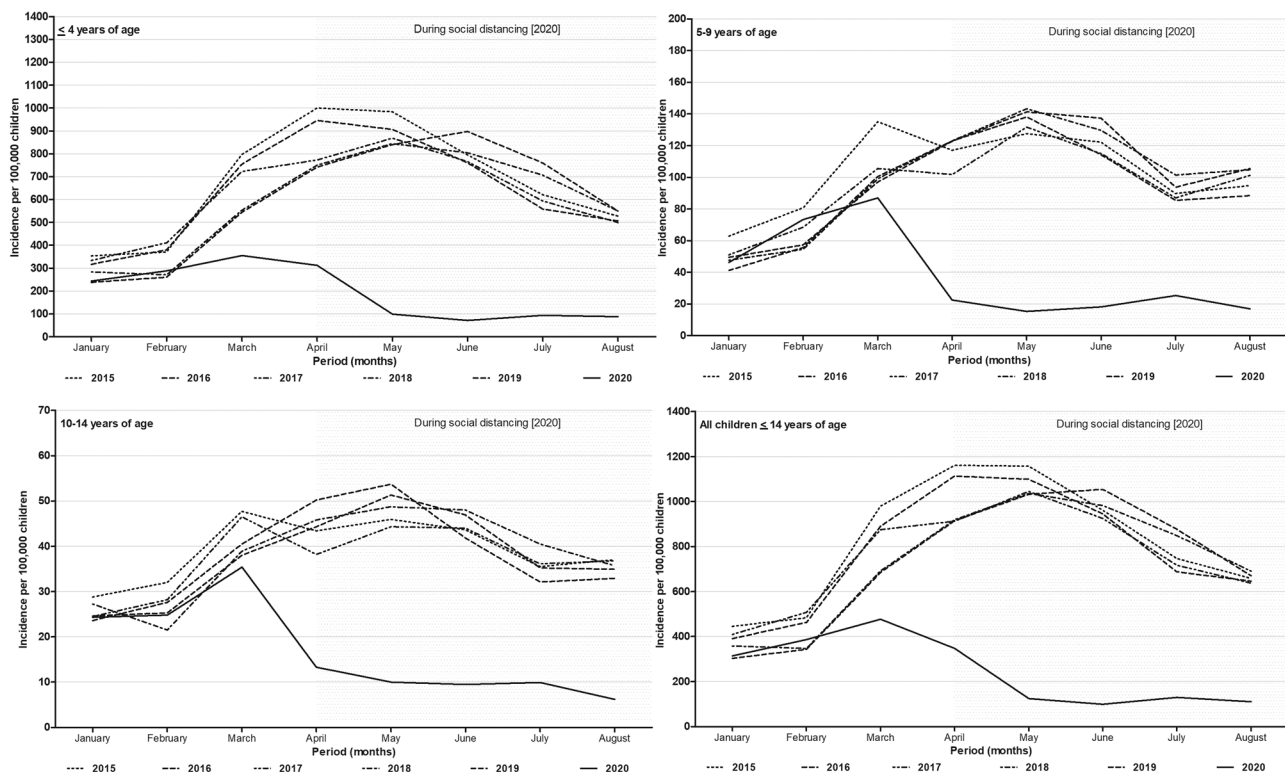 ≤ 4 years of age
During social distancing [2020]
Incidence per 100,000 children
1400
1300
1200
1100
1000
900
800
700
600
500
400
300
200
100
0
January February March April May June July August
Period (months)
2015 2016 2017 2018 2019 2020
5-9 years of age
During social distancing [2020]
Incidence per 100,000 children
200
180
160
140
120
100
80
60
40
20
0
January February March April May June July August
Period (months)
2015 2016 2017 2018 2019 2020
10-14 years of age
During social distancing [2020]
Incidence per 100,000 children
70
60
50
40
30
20
10
0
January February March April May June July August
Period (months)
2015 2016 2017 2018 2019 2020
All children ≤ 14 years of age
During social distancing [2020]
Incidence per 100,000 children
1400
1200
1000
800
600
400
200
0
January February March April May June July August
Period (months)
2015 2016 2017 2018 2019 2020